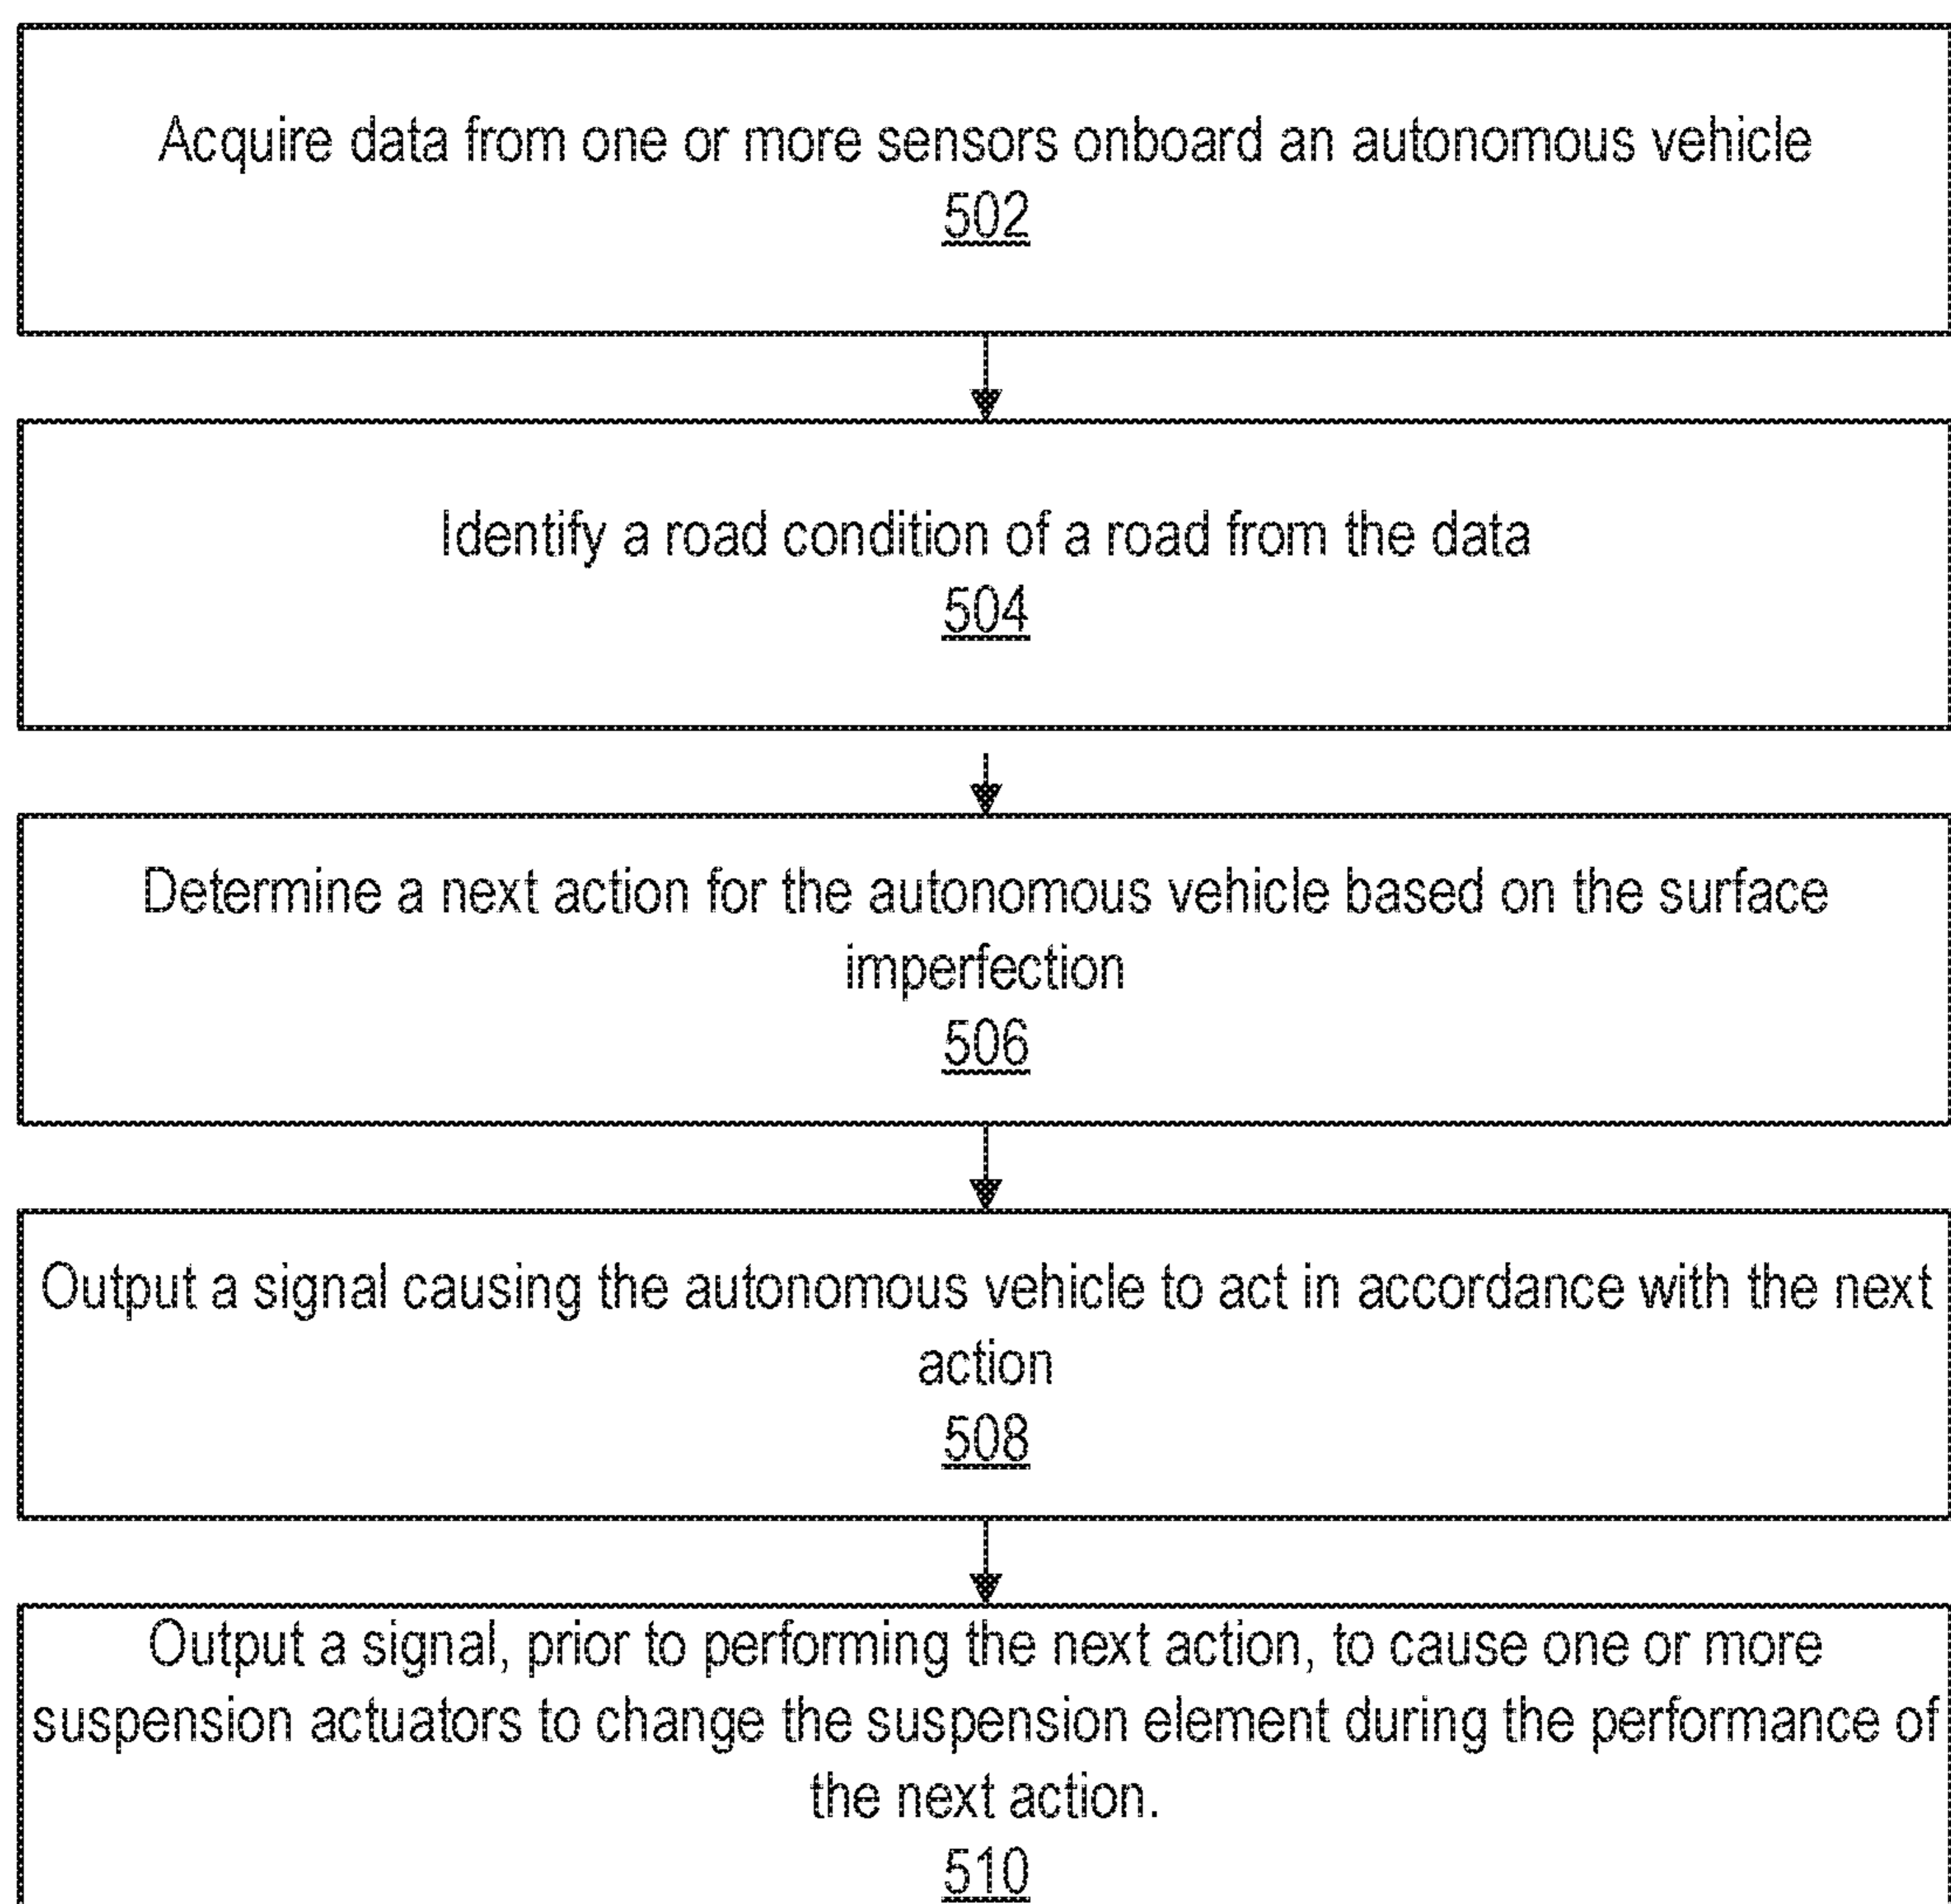 Acquire data from one or more sensors onboard an autonomous vehicle
502
Identify a road condition of a road from the data
504
Determine a next action for the autonomous vehicle based on the surface
imperfection
506
Output a signal causing the autonomous vehicle to act in accordance with the next
action
508
Output a signal, prior to performing the next action, to cause one or more
suspension actuators to change the suspension element during the performance of
the next action.
510